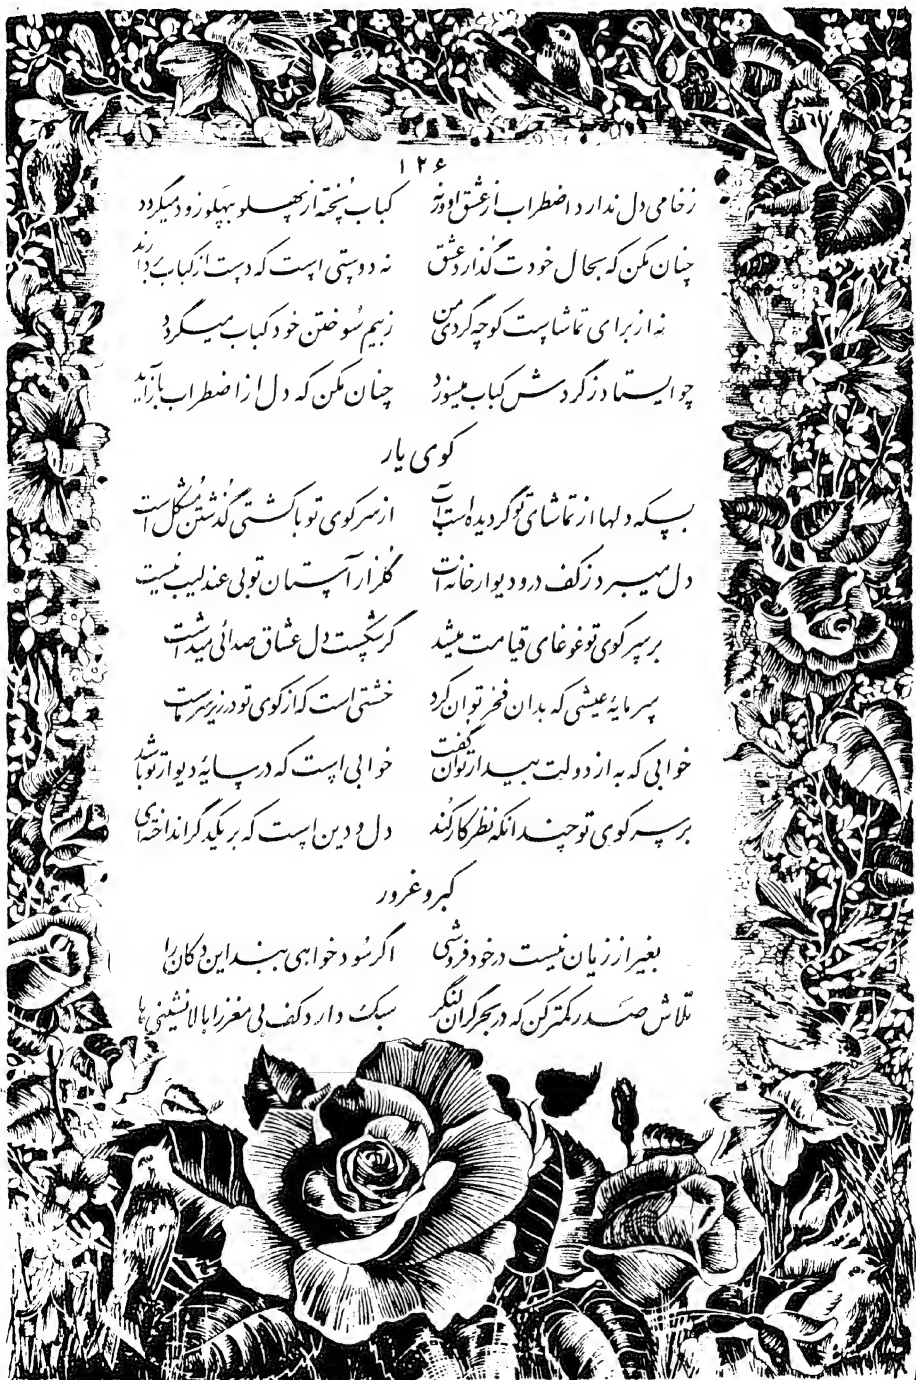 ۱۲۶
ز خامی دل ندارد اضطراب از عشق او ورنه	کباب پخته از پهلو بپهلو زود میگردد
چنان مکن که بحال خودت گذارد عشق	نه دوستی است که دست از کباب بردارند
نه از برای تماشاست کوچه گردی من	ز بیم سوختن خود کباب میگردد
چو ایستاد ز گردش کباب میسوزد	چنان مکن که دل از اضطراب بازآید
کوی یار
بسکه دلها از تماشای تو گردیده است آب	از سر کوی تو با کشتی گذشتن مشکل است
دل میبرد ز کف در و دیوار خانه ات	گلزار آستان تو بی عندلیب نیست
بر سر کوی تو غوغای قیامت میشد	گر شکست دل عشاق صدائی میداشت
سرمایهٔ عیشی که بدان فخر توان کرد	خشتی است که از کوی تو در زیر سر ماست
خوابی که به از دولت بیدار توان گفت	خوابی است که در سایهٔ دیوار تو باشد
بر سر کوی تو چندانکه نظر کار کند	دل و دین است که بر یکدگر انداخته ای
کبر و غرور
بغیر از زیان نیست در خودفروشی	اگر سود خواهی ببند این دکان را
تلاش صدر کمتر کن که در بحر گران لنگر	سبک دارد کف بی مغز را بالانشینی ها